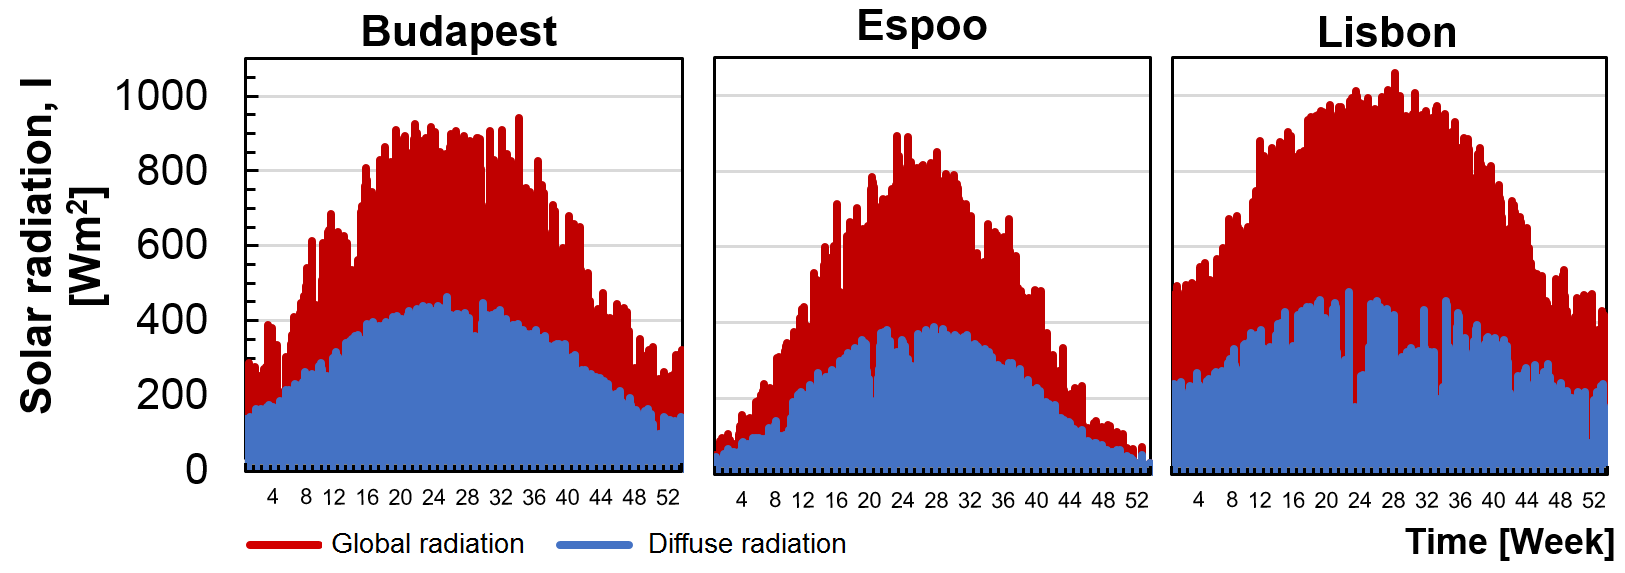 Budapest Espoo Lisbon
Solar radiation, I
[Wm2]
1000
800
600
400
200
0
4 8 12 16 20 24 28 32 36 40 44 48 52
4 8 12 16 20 24 28 32 36 40 44 48 52
4 8 12 16 20 24 28 32 36 40 44 48 52
Global radiation Diffuse radiation
Time [Week]